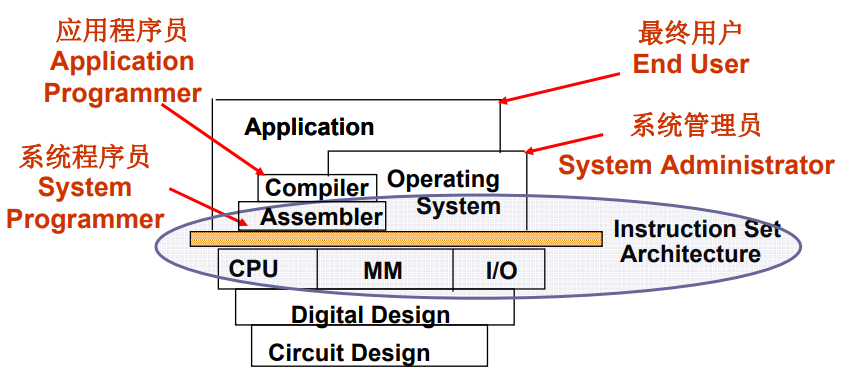 应用程序员
Application
Programmer
最终用户
End User
Application
系统管理员
System Administrator
系统程序员
System
Programmer
Compiler
Operating
System
Assembler
Instruction Set
Architecture
CPU
MM
I/O
Digital Design
Circuit Design